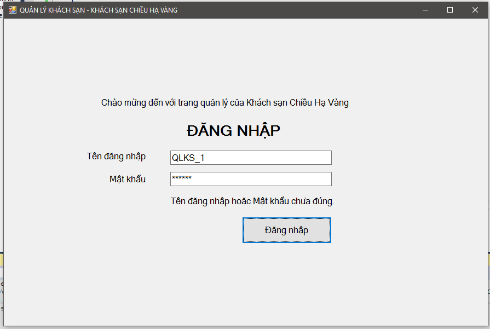 QUẢN LÝ KHÁCH SẠN - KHÁCH SẠN CHIỀU HẠ VÀNG
Chào mừng đến với trang quản lý của Khách sạn Chiều Hạ Vàng
ĐĂNG NHẬP
Tên đăng nhập QLKS_1
Mật khẩu ******
Tên đăng nhập hoặc Mật khẩu chưa đúng
Đăng nhập